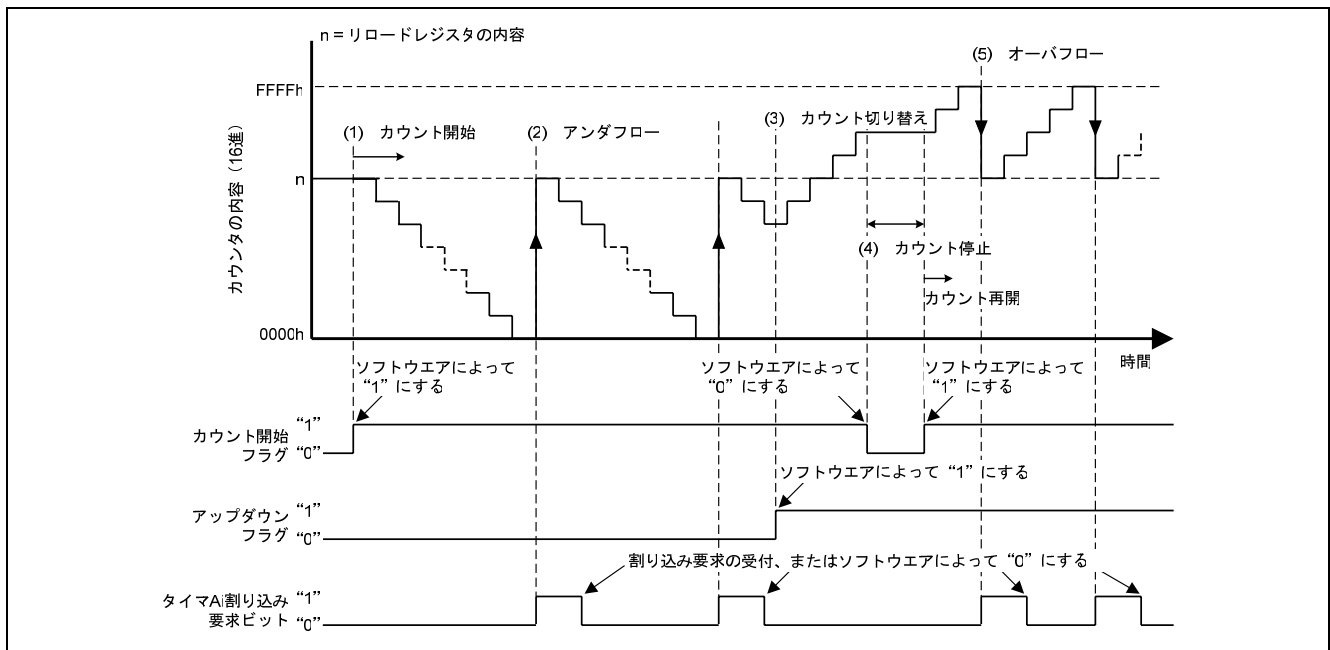 n = リロードレジスタの内容
(5) オーバフロー
FFFFh
(1) カウント開始
(2) アンダフロー
(3) カウント切り替え
n
カウンタの内容（16進）
(4) カウント停止
カウント再開
0000h
時間
ソフトウエアによって
“1”にする
ソフトウエアによって
“0”にする
ソフトウエアによって
“1”にする
カウント開始
フラグ
“1”
“0”
ソフトウエアによって“1”にする
アップダウン
フラグ
“1”
“0”
割り込み要求の受付、またはソフトウエアによって“0”にする
タイマAi割り込み
要求ビット
“1”
“0”